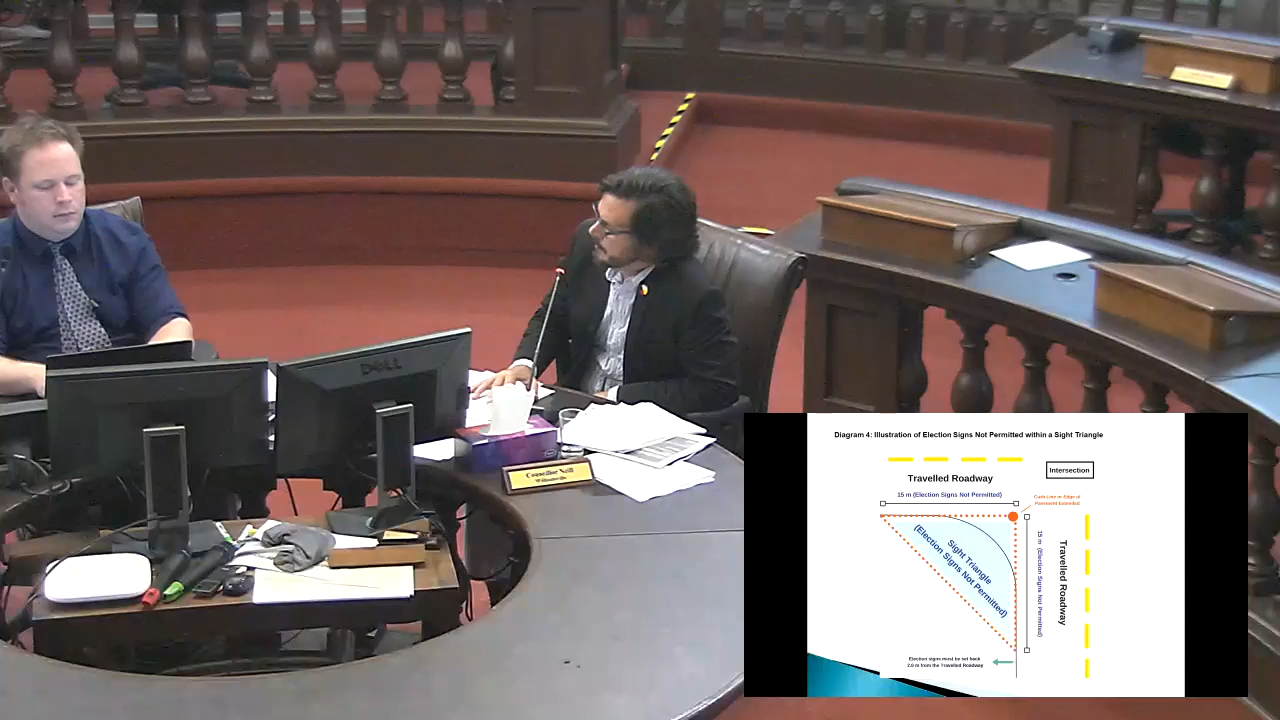 DELL
Councillor Neill
Williamsville
Diagram 4: Illustration of Election Signs Not Permitted within a Sight Triangle
Travelled Roadway
Intersection
15 m (Election Signs Not Permitted)
Curb Line or Edge of
Pavement Extended
Sight Triangle
(Election Signs Not Permitted)
15 m (Election Signs Not Permitted)
Travelled Roadway
Election signs must be set back
2.0 m from the Travelled Roadway